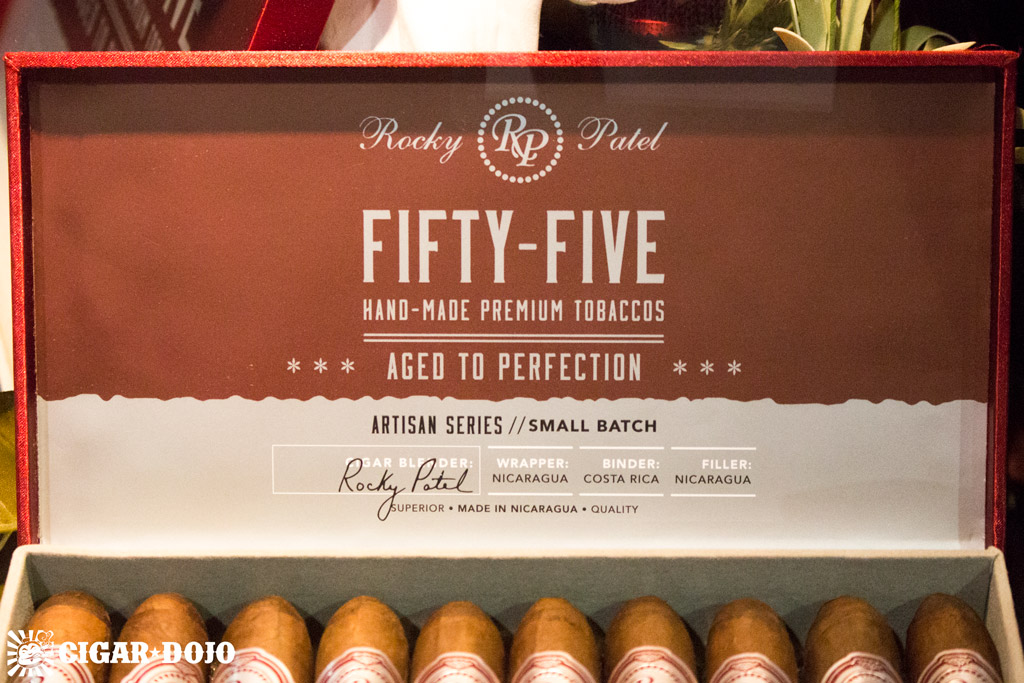 Rocky RP Patel
FIFTY-FIVE
HAND-MADE PREMIUM TOBACCOS
*** AGED TO PERFECTION ***
ARTISAN SERIES // SMALL BATCH
CIGAR BLENDER: WRAPPER: BINDER: FILLER:
Rocky Patel NICARAGUA COSTA RICA NICARAGUA
SUPERIOR • MADE IN NICARAGUA • QUALITY
CIGAR★DOJO